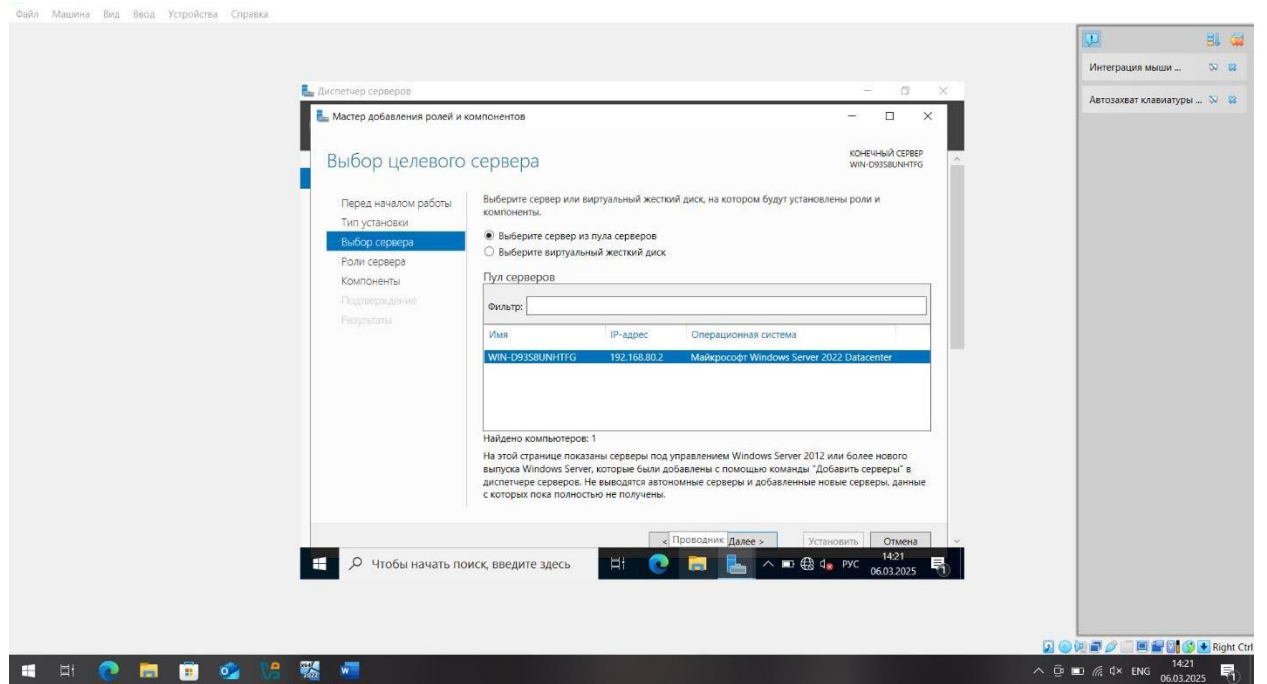 Файл Машина Вид Ввод Устройства Справка
Интеграция мыши ...
Автозахват клавиатуры ...
Диспетчер серверов
Мастер добавления ролей и компонентов
Выбор целевого сервера
КОНЕЧНЫЙ СЕРВЕР
WIN-D93S8UNHTFG
Перед началом работы
Тип установки
Выбор сервера
Роли сервера
Компоненты
Подтверждение
Результаты
Выберите сервер или виртуальный жесткий диск, на котором будут установлены роли и
компоненты.
Выберите сервер из пула серверов
Выберите виртуальный жесткий диск
Пул серверов
Фильтр:
Имя IP-адрес Операционная система
WIN-D93S8UNHTFG 192.168.80.2 Майкрософт Windows Server 2022 Datacenter
Найдено компьютеров: 1
На этой странице показаны серверы под управлением Windows Server 2012 или более нового
выпуска Windows Server, которые были добавлены с помощью команды "Добавить серверы" в
диспетчере серверов. Не выводятся автономные серверы и добавленные новые серверы, данные
с которых пока полностью не получены.
< Проводник Далее > Установить Отмена
Чтобы начать поиск, введите здесь
РУС
14:21
06.03.2025
1
Right Ctrl
2022
ENG
14:21
06.03.2025
1